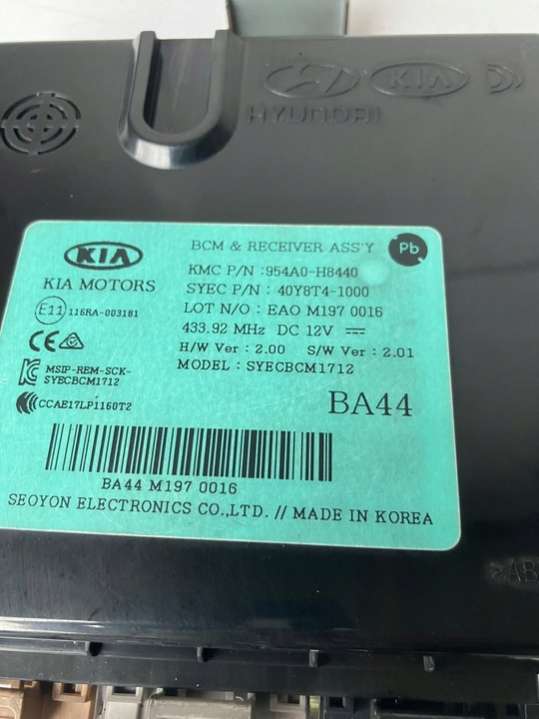 HYUNDAI
KIA
KIA
KIA MOTORS
BCM & RECEIVER ASS'Y
Pb
KMC P/N :954A0-H8440
SYEC P/N : 40Y8T4-1000
LOT N/O : EAO M197 0016
433.92 MHz DC 12V
H/W Ver : 2.00 S/W Ver : 2.01
MODEL : SYECBCM1712
E11 116RA-003181
CE
MSIP-REM-SCK-
SYECBCM1712
CCAE17LP1160T2
BA44
BA44 M197 0016
SEOYON ELECTRONICS CO.,LTD. // MADE IN KOREA